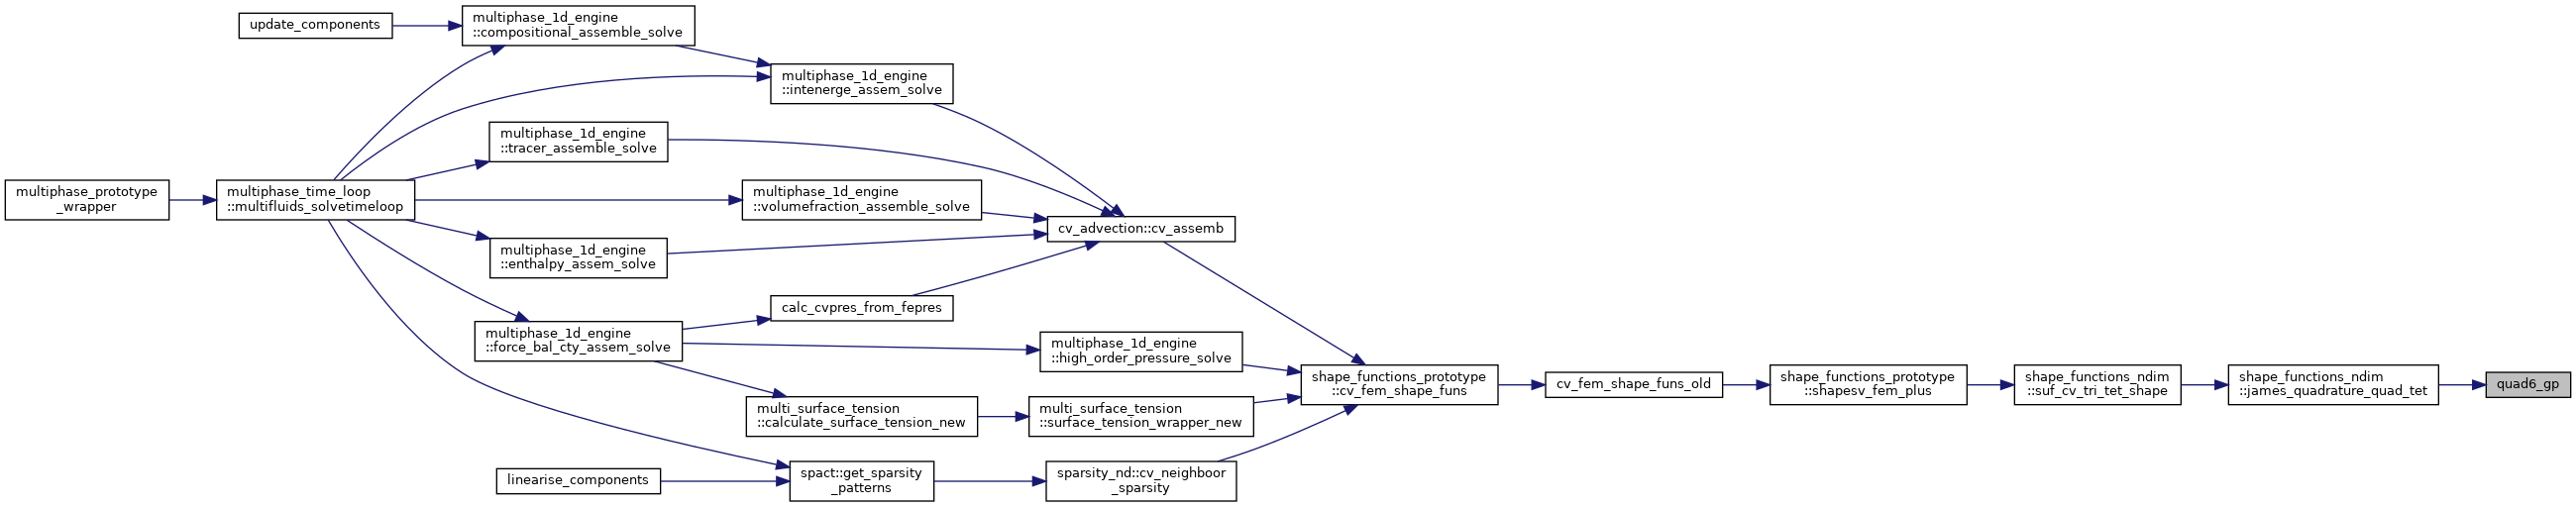 update_components
multiphase_1d_engine
::compositional_assemble_solve
multiphase_1d_engine
::intenerge_assem_solve
multiphase_1d_engine
::tracer_assemble_solve
multiphase_prototype
_wrapper
multiphase_time_loop
::multifluids_solvetimeloop
multiphase_1d_engine
::volumefraction_assemble_solve
cv_advection::cv_assemb
multiphase_1d_engine
::enthalpy_assem_solve
calc_cvpres_from_fepres
multiphase_1d_engine
::force_bal_cty_assem_solve
multiphase_1d_engine
::high_order_pressure_solve
shape_functions_prototype
::cv_fem_shape_funs
cv_fem_shape_funs_old
shape_functions_prototype
::shapesv_fem_plus
shape_functions_ndim
::suf_cv_tri_tet_shape
shape_functions_ndim
::james_quadrature_quad_tet
quad6_gp
multi_surface_tension
::calculate_surface_tension_new
multi_surface_tension
::surface_tension_wrapper_new
linearise_components
spact::get_sparsity
_patterns
sparsity_nd::cv_neighboor
_sparsity